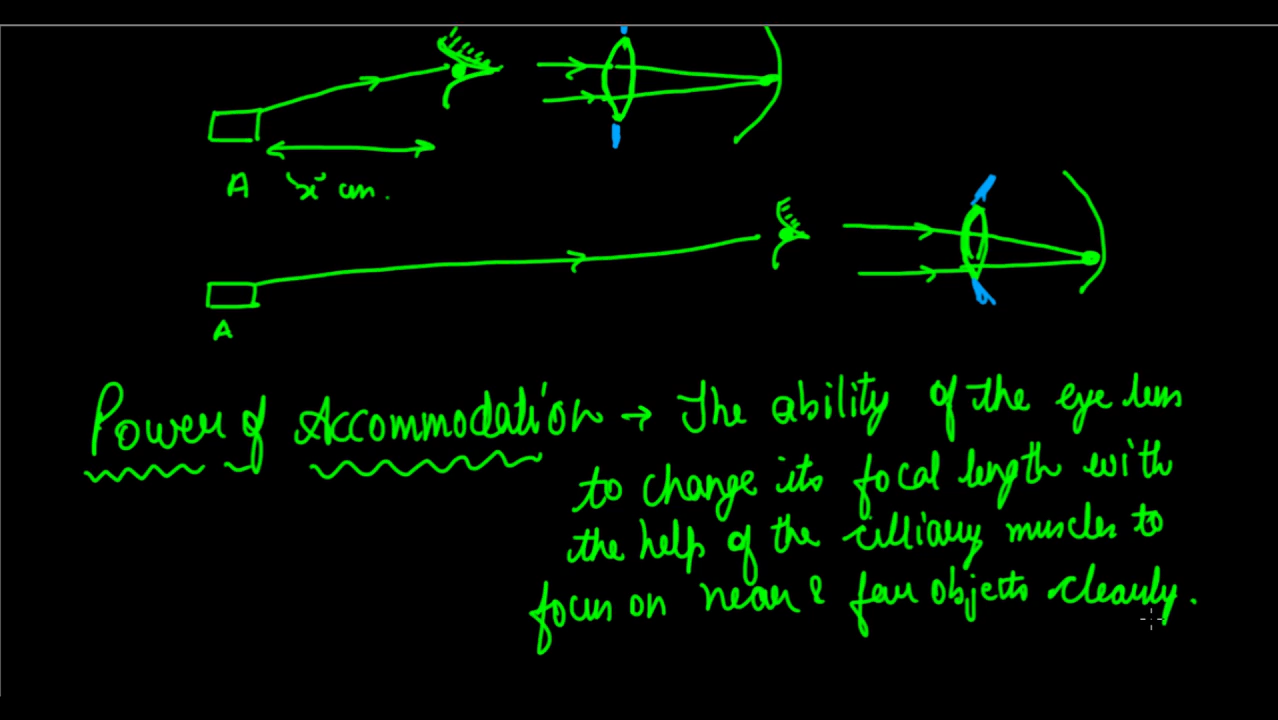 A 'x' cm.
A
Power of Accommodation → The ability of the eye lens
to change its focal length with
the help of the cilliary muscles to
focus on near & far objects clearly.